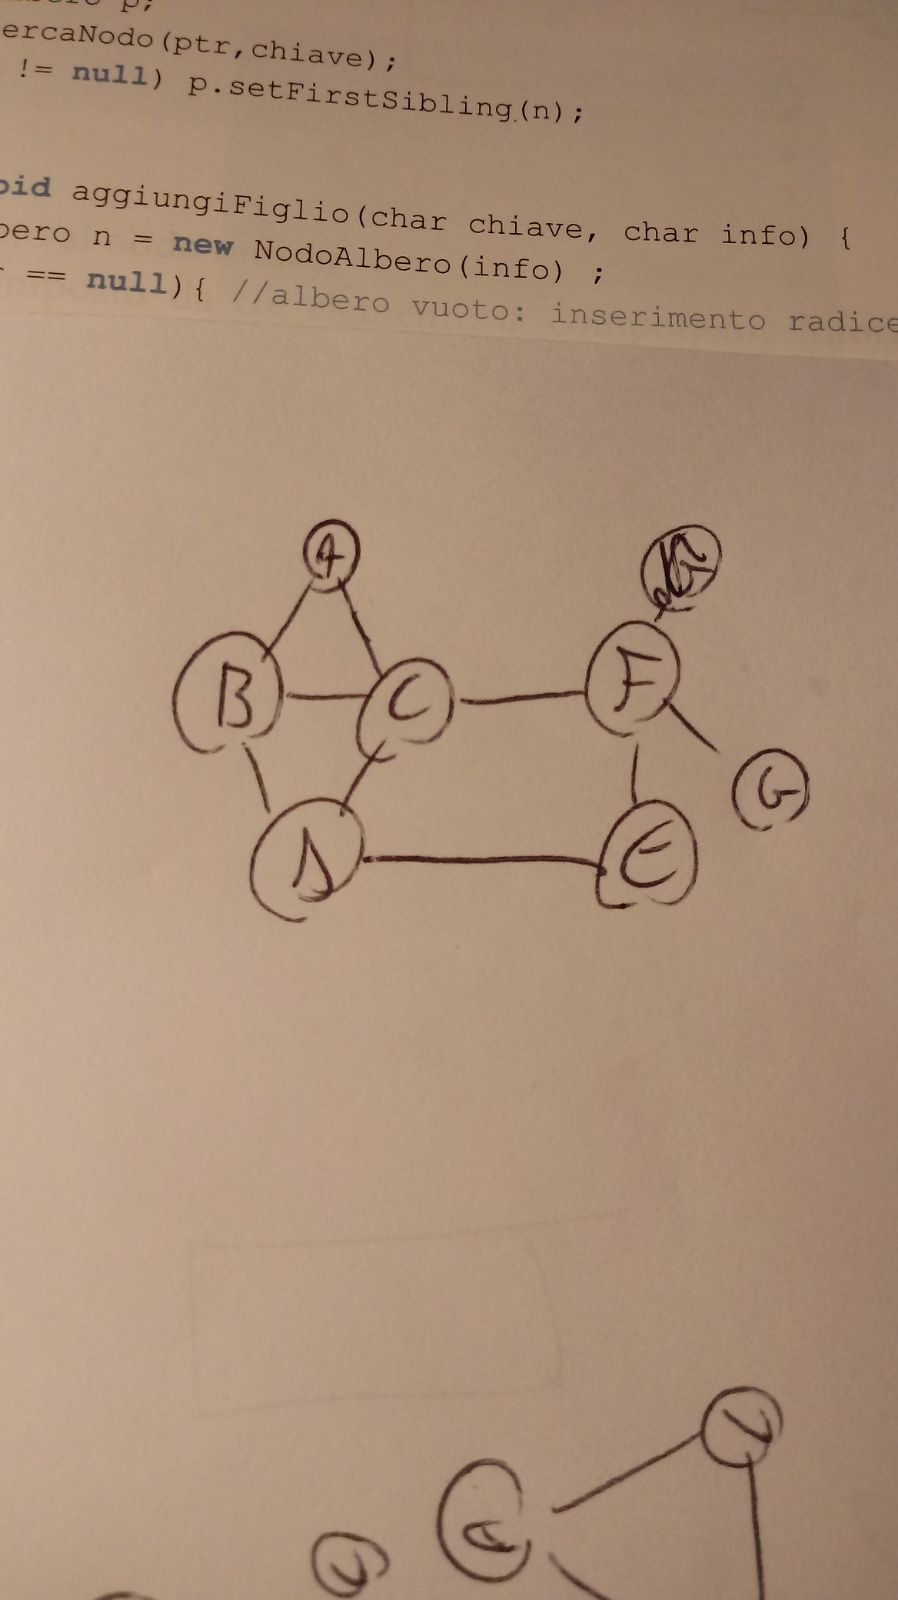 p;
ercaNodo(ptr,chiave);
!= null) p.setFirstSibling(n);
oid aggiungiFiglio(char chiave, char info) {
bero n = new NodoAlbero(info) ;
== null){ //albero vuoto: inserimento radice
A
B C F
G
D E